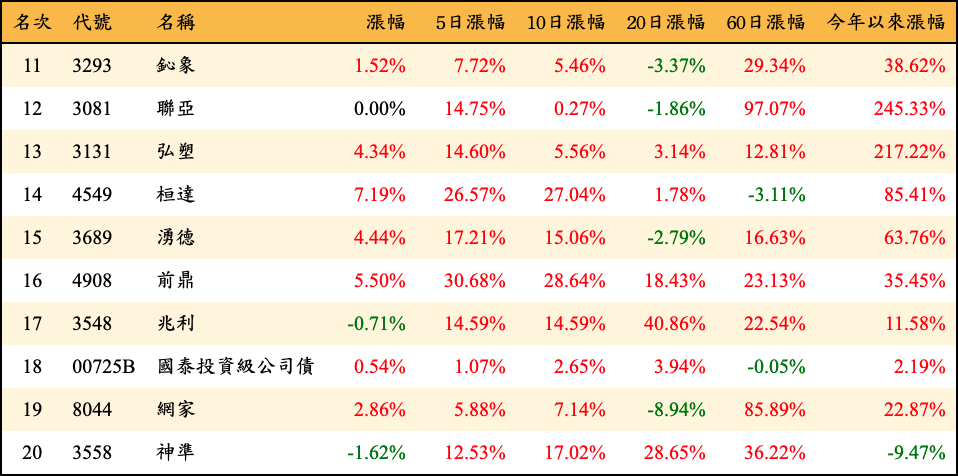 名次 代號 名稱 漲幅 5日漲幅 10日漲幅 20日漲幅 60日漲幅 今年以來漲幅
11 3293 鈊象 1.52% 7.72% 5.46% -3.37% 29.34% 38.62%
12 3081 聯亞 0.00% 14.75% 0.27% -1.86% 97.07% 245.33%
13 3131 弘塑 4.34% 14.60% 5.56% 3.14% 12.81% 217.22%
14 4549 桓達 7.19% 26.57% 27.04% 1.78% -3.11% 85.41%
15 3689 湧德 4.44% 17.21% 15.06% -2.79% 16.63% 63.76%
16 4908 前鼎 5.50% 30.68% 28.64% 18.43% 23.13% 35.45%
17 3548 兆利 -0.71% 14.59% 14.59% 40.86% 22.54% 11.58%
18 00725B 國泰投資級公司債 0.54% 1.07% 2.65% 3.94% -0.05% 2.19%
19 8044 網家 2.86% 5.88% 7.14% -8.94% 85.89% 22.87%
20 3558 神準 -1.62% 12.53% 17.02% 28.65% 36.22% -9.47%